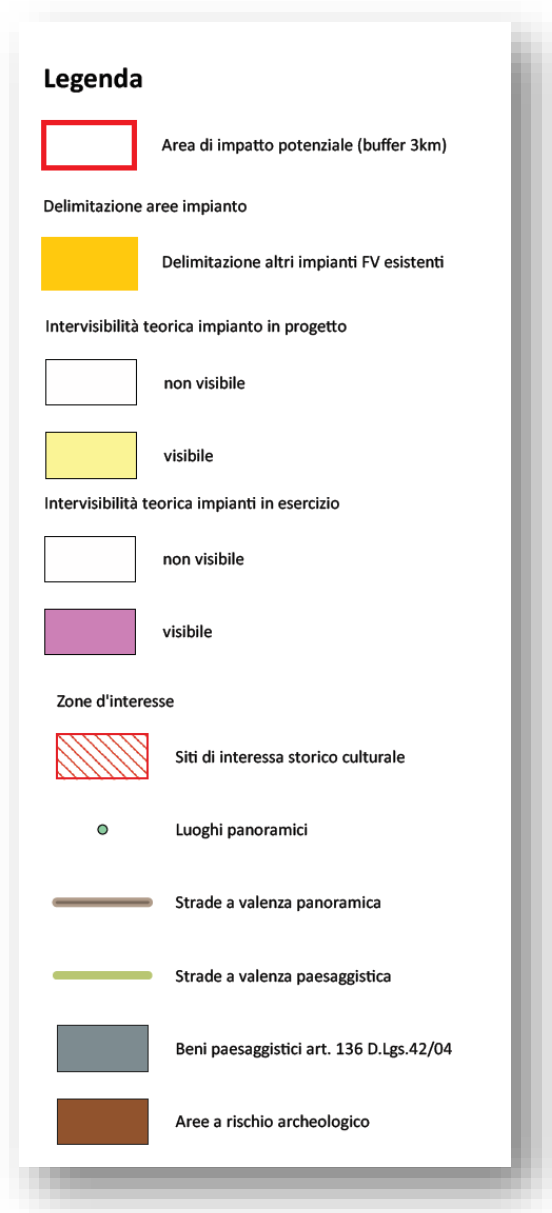 Legenda
Area di impatto potenziale (buffer 3km)
Delimitazione aree impianto
Delimitazione altri impianti FV esistenti
Intervisibilità teorica impianto in progetto
non visibile
visibile
Intervisibilità teorica impianti in esercizio
non visibile
visibile
Zone d'interesse
Siti di interessa storico culturale
Luoghi panoramici
Strade a valenza panoramica
Strade a valenza paesaggistica
Beni paesaggistici art. 136 D.Lgs.42/04
Aree a rischio archeologico